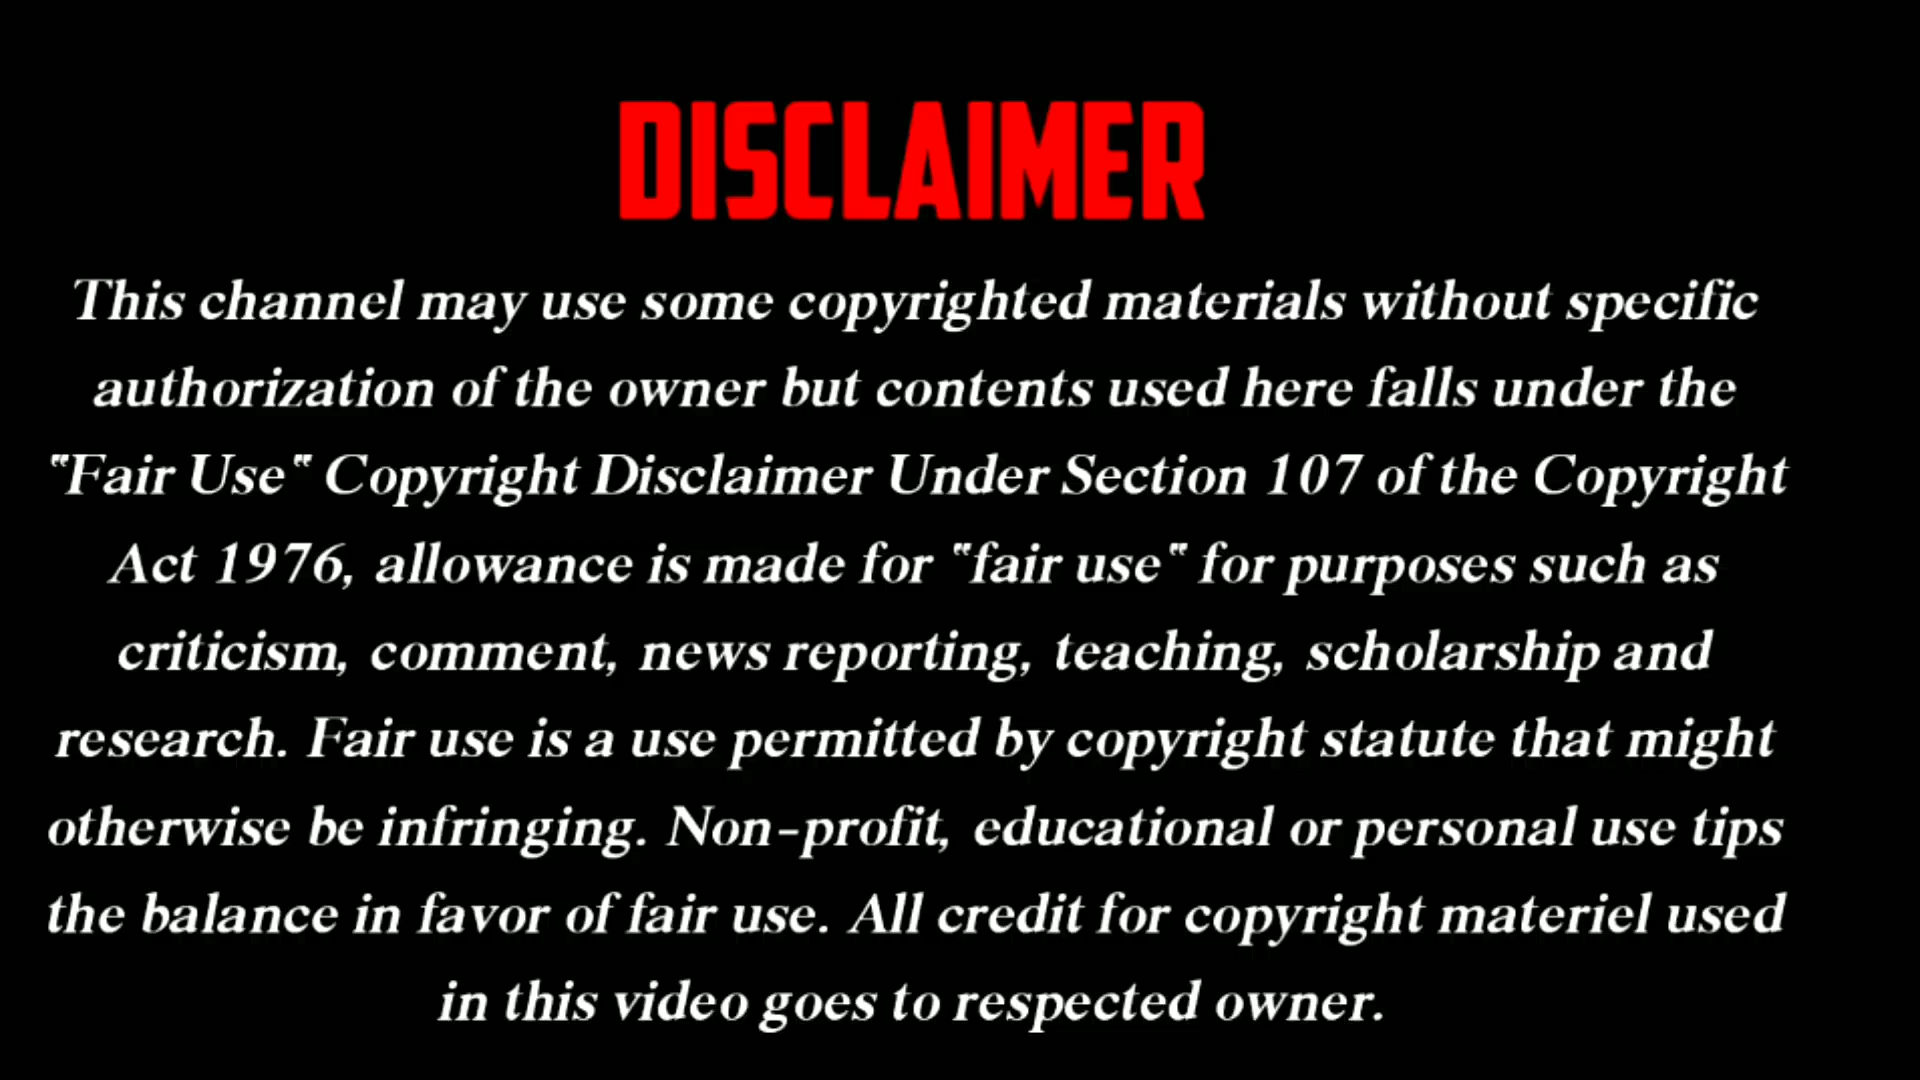 DISCLAIMER
This channel may use some copyrighted materials without specific
authorization of the owner but contents used here falls under the
"Fair Use" Copyright Disclaimer Under Section 107 of the Copyright
Act 1976, allowance is made for "fair use" for purposes such as
criticism, comment, news reporting, teaching, scholarship and
research. Fair use is a use permitted by copyright statute that might
otherwise be infringing. Non-profit, educational or personal use tips
the balance in favor of fair use. All credit for copyright materiel used
in this video goes to respected owner.